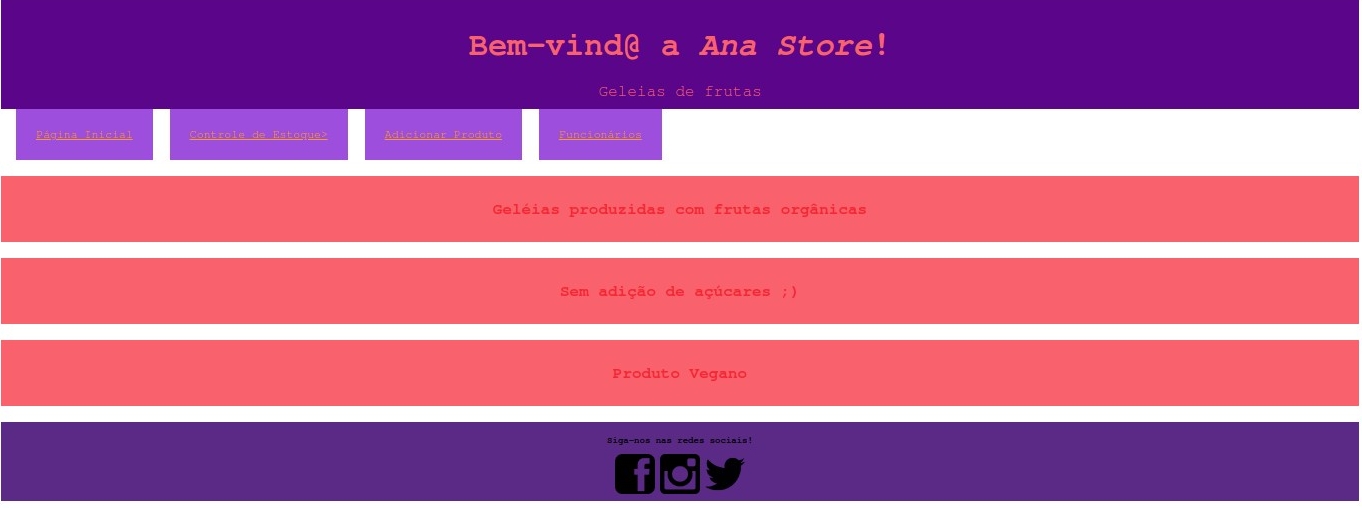 Bem-vind@ a Ana Store!
Geleias de frutas
Página Inicial Controle de Estoque> Adicionar Produto Funcionários
Geléias produzidas com frutas orgânicas
Sem adição de açúcares ;)
Produto Vegano
Siga-nos nas redes sociais!